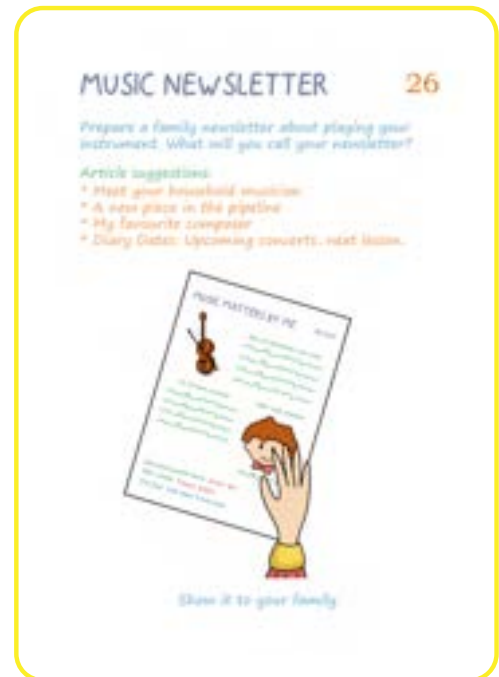 MUSIC NEWSLETTER 26
Prepare a family newsletter about playing your
instrument. What will you call your newsletter?
Article suggestions:
* Meet your household musician
* A new piece in the pipeline
* My favourite composer
* Diary Dates: Upcoming concerts, next lesson.
MUSIC MATTERS BY ME
Show it to your family.